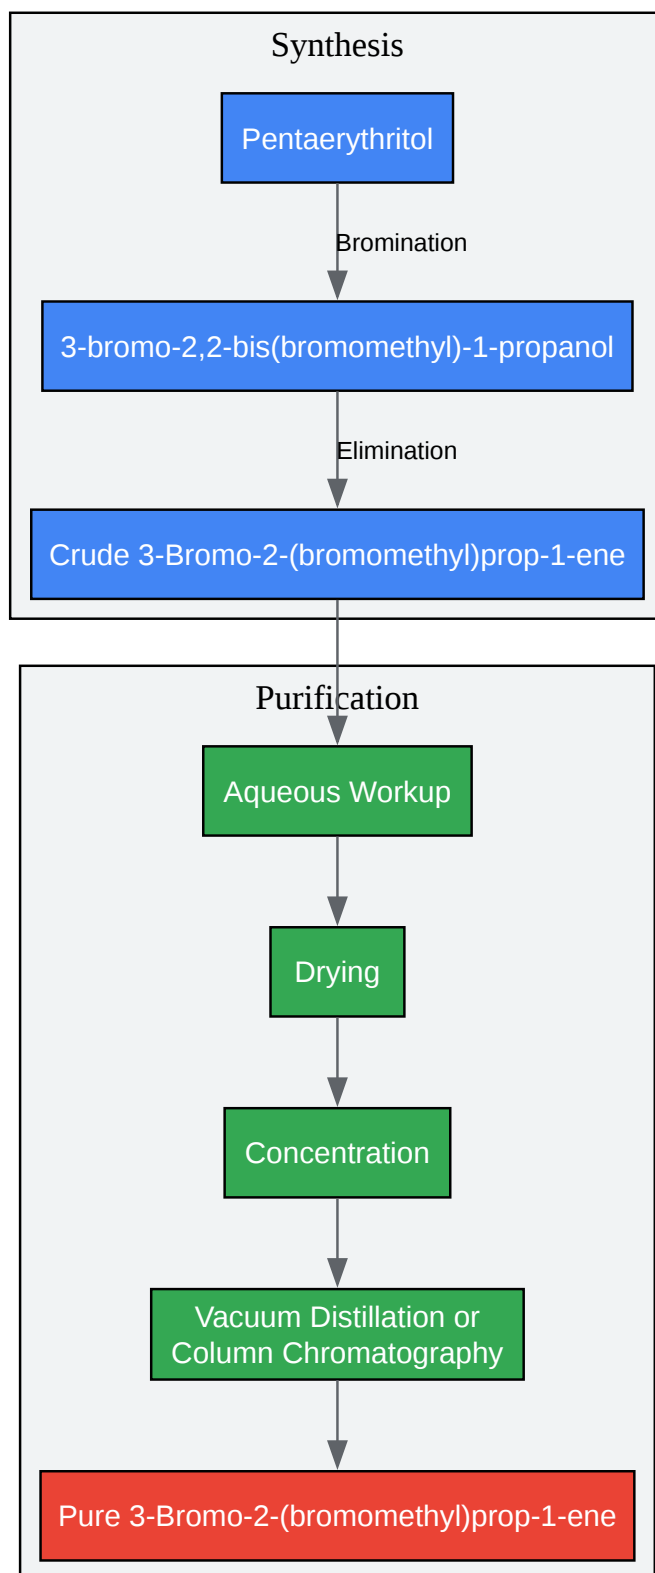 Synthesis
Pentaerythritol
Bromination
3-bromo-2,2-bis(bromomethyl)-1-propanol
Elimination
Crude 3-Bromo-2-(bromomethyl)prop-1-ene
Purification
Aqueous Workup
Drying
Concentration
Vacuum Distillation or
Column Chromatography
Pure 3-Bromo-2-(bromomethyl)prop-1-ene